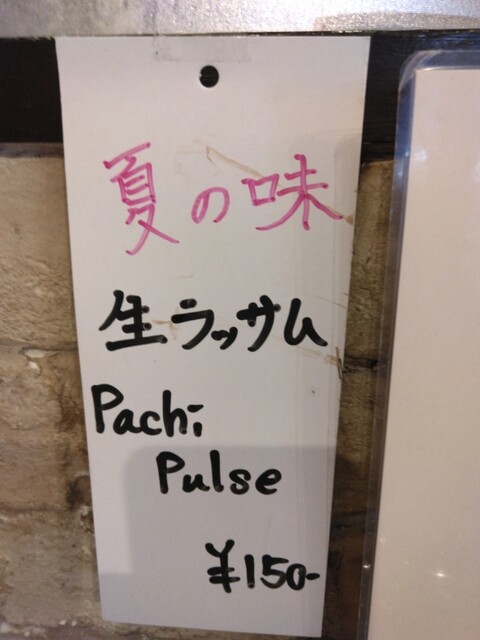 夏の味
生ラッサム
Pachi
Pulse
¥150-